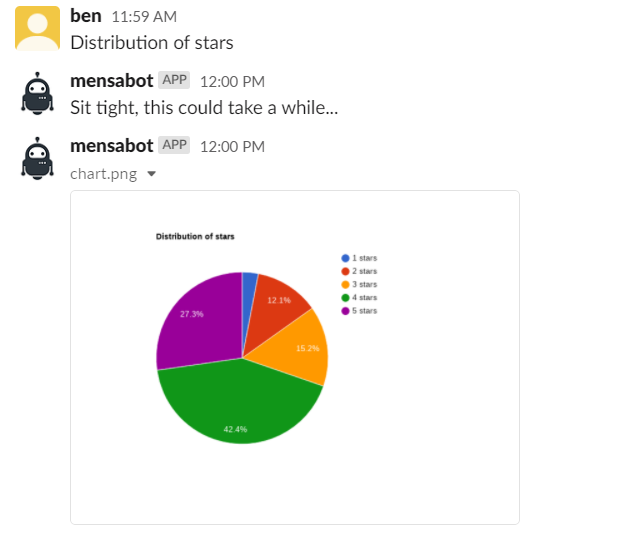 ben 11:59 AM
Distribution of stars
mensabot APP 12:00 PM
Sit tight, this could take a while...
mensabot APP 12:00 PM
chart.png
Distribution of stars
1 stars
2 stars
3 stars
4 stars
5 stars
12.1%
27.3%
15.2%
42.4%